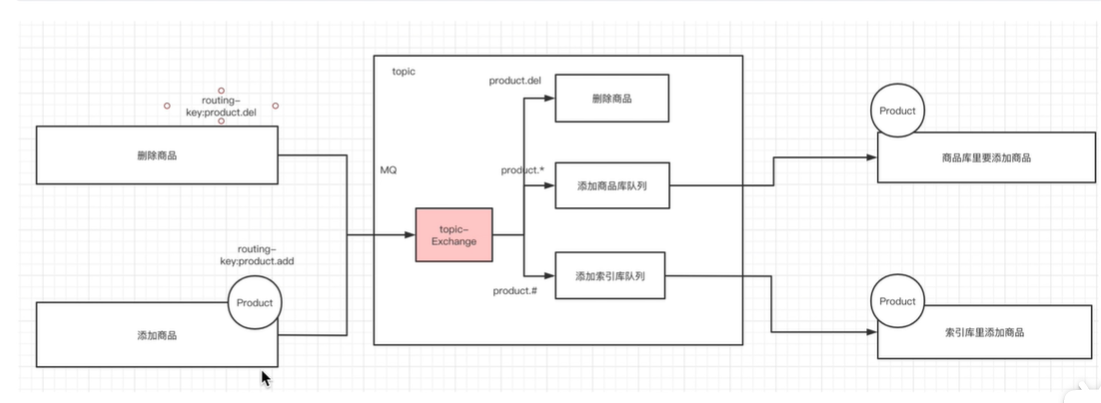 topic
product.del
routing-
key:product.del
删除商品
删除商品
Product
商品库里要添加商品
MQ
product.*
添加商品库队列
topic-
Exchange
routing-
key:product.add
Product
添加商品
添加索引库队列
product.#
Product
索引库里添加商品